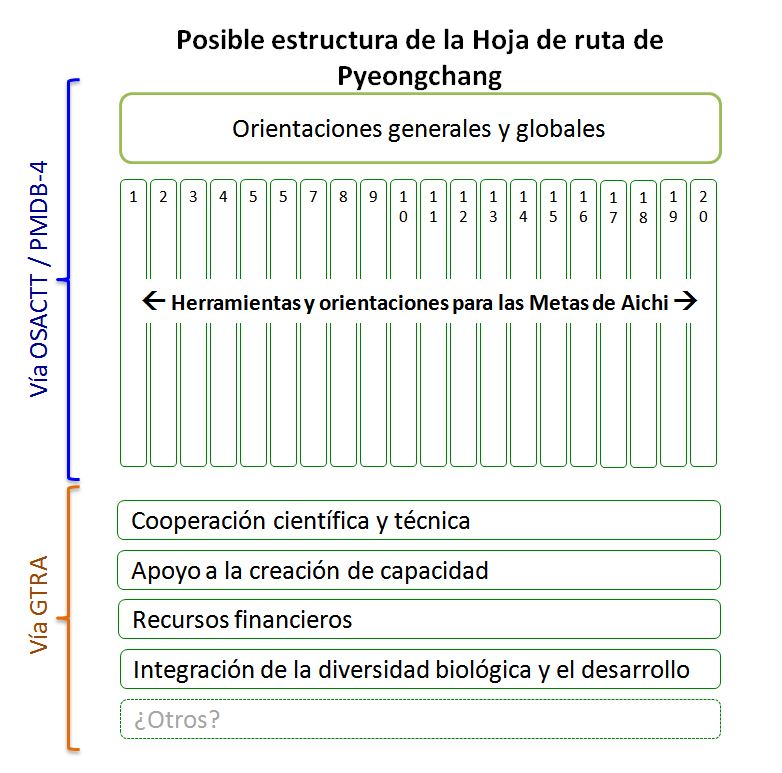 Posible estructura de la Hoja de ruta de
Pyeongchang
Orientaciones generales y globales
1 2 3 4 5 5 7 8 9 10 11 12 13 14 15 16 17 18 19 20
← Herramientas y orientaciones para las Metas de Aichi →
Vía OSACTT / PMDB-4
Cooperación científica y técnica
Apoyo a la creación de capacidad
Recursos financieros
Integración de la diversidad biológica y el desarrollo
¿Otros?
Vía GTRA